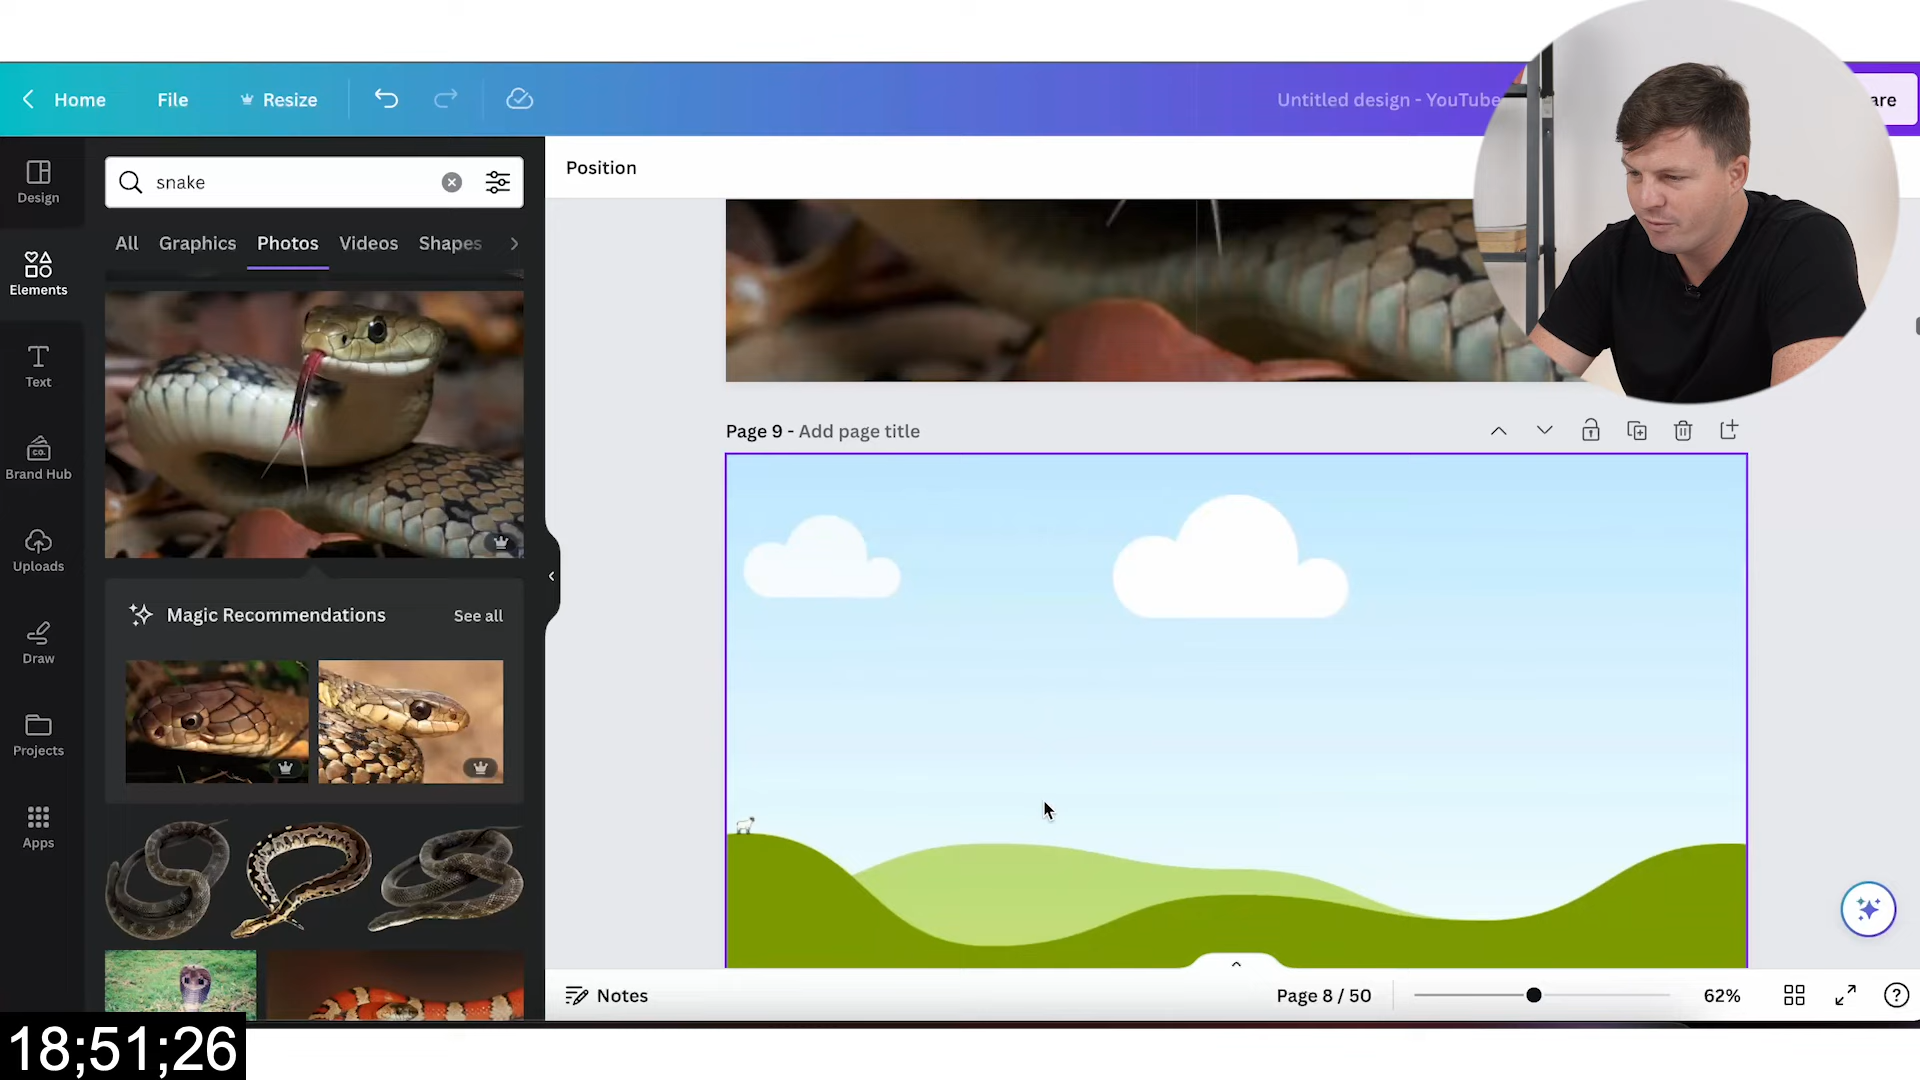 Home
File
Resize
Untitled design - YouTube
are
Design
Elements
Text
Brand Hub
CO.
Uploads
Draw
Projects
Apps
snake
All
Graphics
Photos
Videos
Shapes
Magic Recommendations
See all
Position
Page 9 - Add page title
Notes
Page 8 / 50
62%
18;51;26